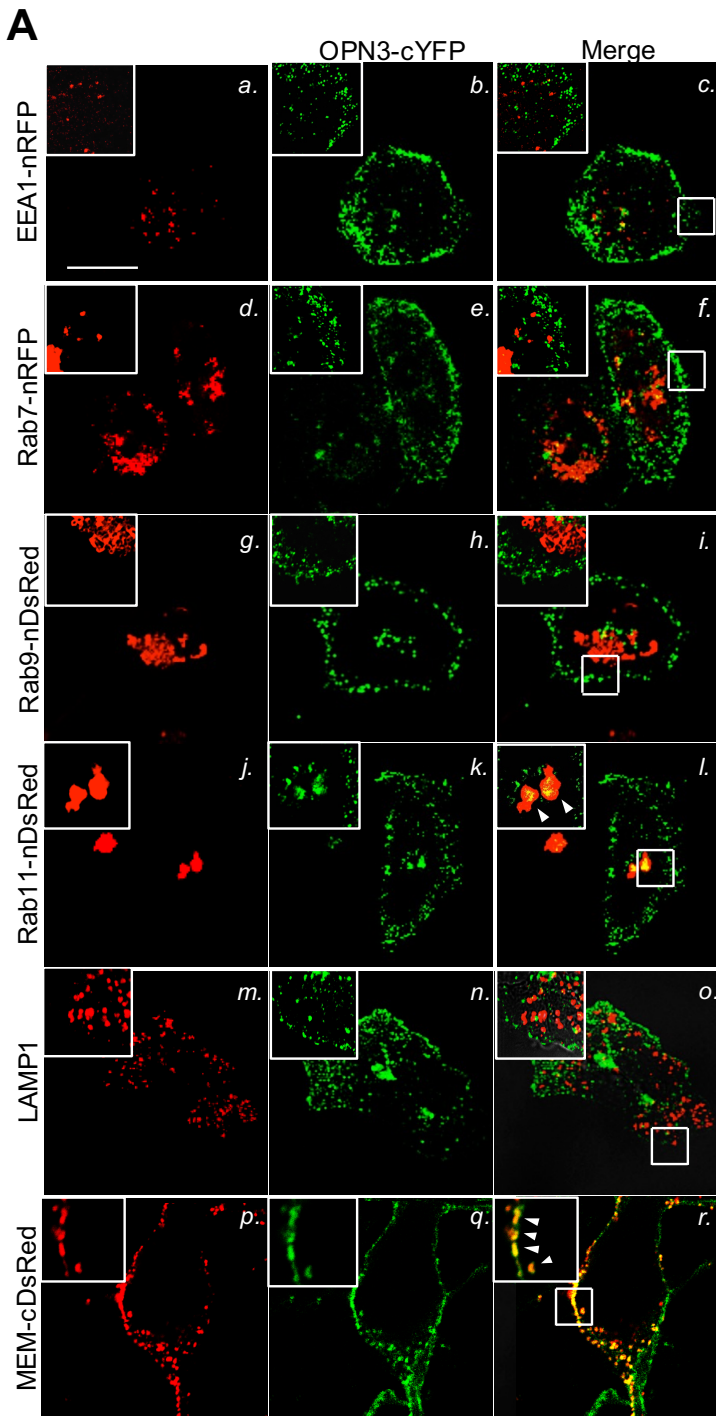 A
OPN3-cYFP Merge
EEA1-nRFP a. b. c.
Rab7-nRFP d. e. f.
Rab9-nDsRed g. h. i.
Rab11-nDsRed j. k. l.
LAMP1 m. n. o.
MEM-cDsRed p. q. r.